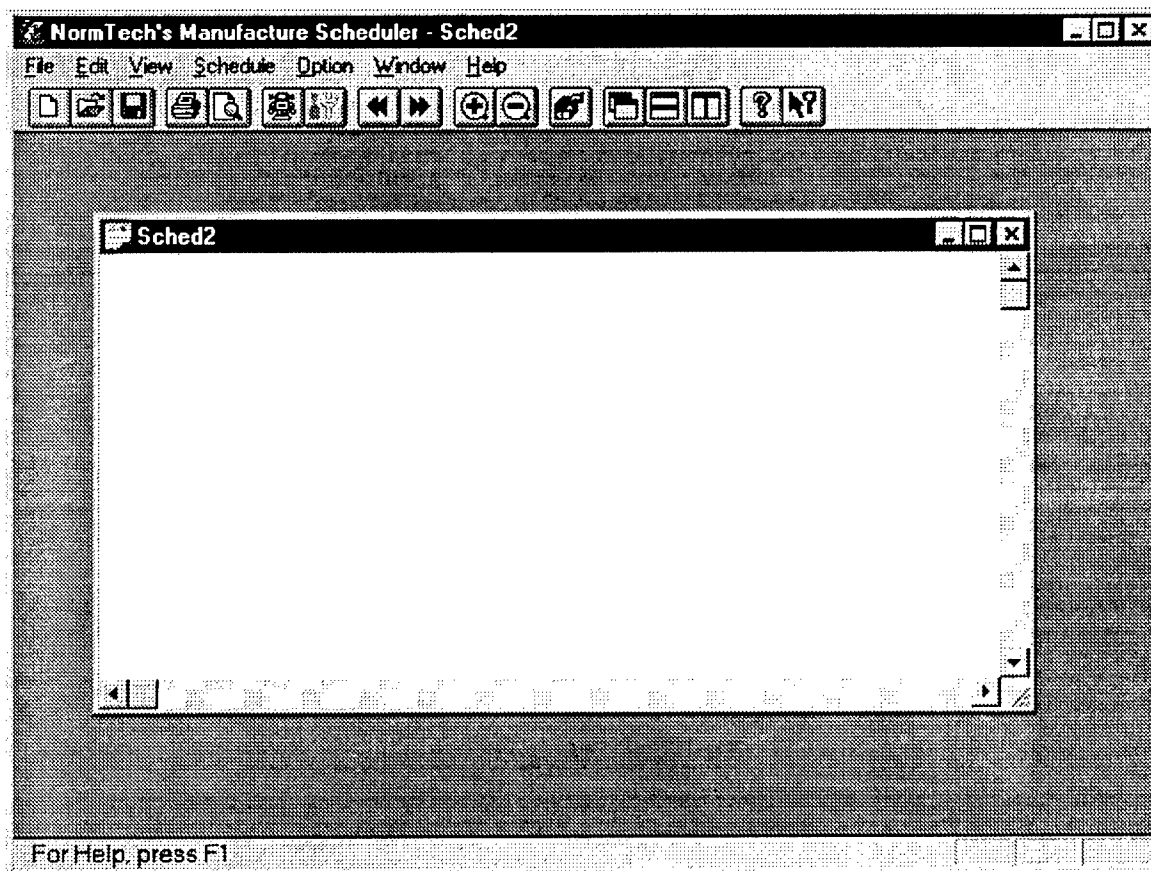 NormTech's Manufacture Scheduler - Sched2
File Edit View Schedule Option Window Help
Sched2
For Help, press F1